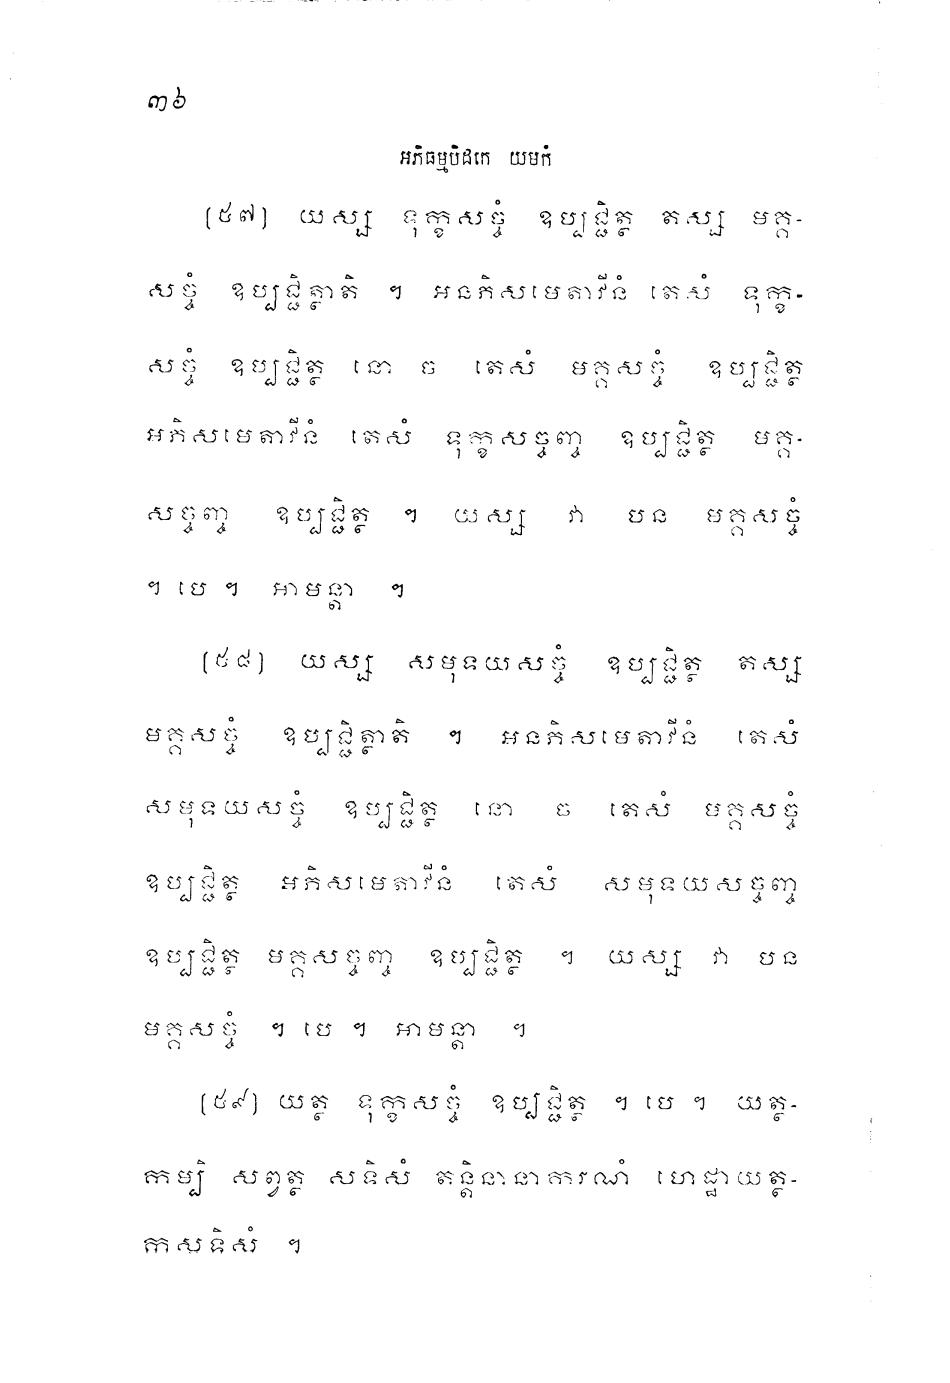 ៣៦
អភិធម្មបិដកេ យមកំ
(៥៧) យស្ស ទុក្ខសច្ចំ ឧប្បជ្ជិត្ថ តស្ស មគ្គ-
សច្ចំ ឧប្បជ្ជិត្ថាតិ ។ អនភិសមេតាវីនំ តេសំ ទុក្ខ-
សច្ចំ ឧប្បជ្ជិត្ថ នោ ច តេសំ មគ្គសច្ចំ ឧប្បជ្ជិត្ថ
អភិសមេតាវីនំ តេសំ ទុក្ខសច្ចញ្ច ឧប្បជ្ជិត្ថ មគ្គ-
សច្ចញ្ច ឧប្បជ្ជិត្ថ ។ យស្ស វា បន មគ្គសច្ចំ
។ បេ ។ អាមន្តា ។
(៥៨) យស្ស សមុទយសច្ចំ ឧប្បជ្ជិត្ថ តស្ស
មគ្គសច្ចំ ឧប្បជ្ជិត្ថាតិ ។ អនភិសមេតាវីនំ តេសំ
សមុទយសច្ចំ ឧប្បជ្ជិត្ថ នោ ច តេសំ មគ្គសច្ចំ
ឧប្បជ្ជិត្ថ អភិសមេតាវីនំ តេសំ សមុទយសច្ចញ្ច
ឧប្បជ្ជិត្ថ មគ្គសច្ចញ្ច ឧប្បជ្ជិត្ថ ។ យស្ស វា បន
មគ្គសច្ចំ ។ បេ ។ អាមន្តា ។
(៥៩) យត្ថ ទុក្ខសច្ចំ ឧប្បជ្ជិត្ថ ។ បេ ។ យត្ថ-
កម្បិ សព្វត្ថ សទិសំ តន្តិនានាការណំ ហេដ្ឋាយត្ថ-
កសទិសំ ។